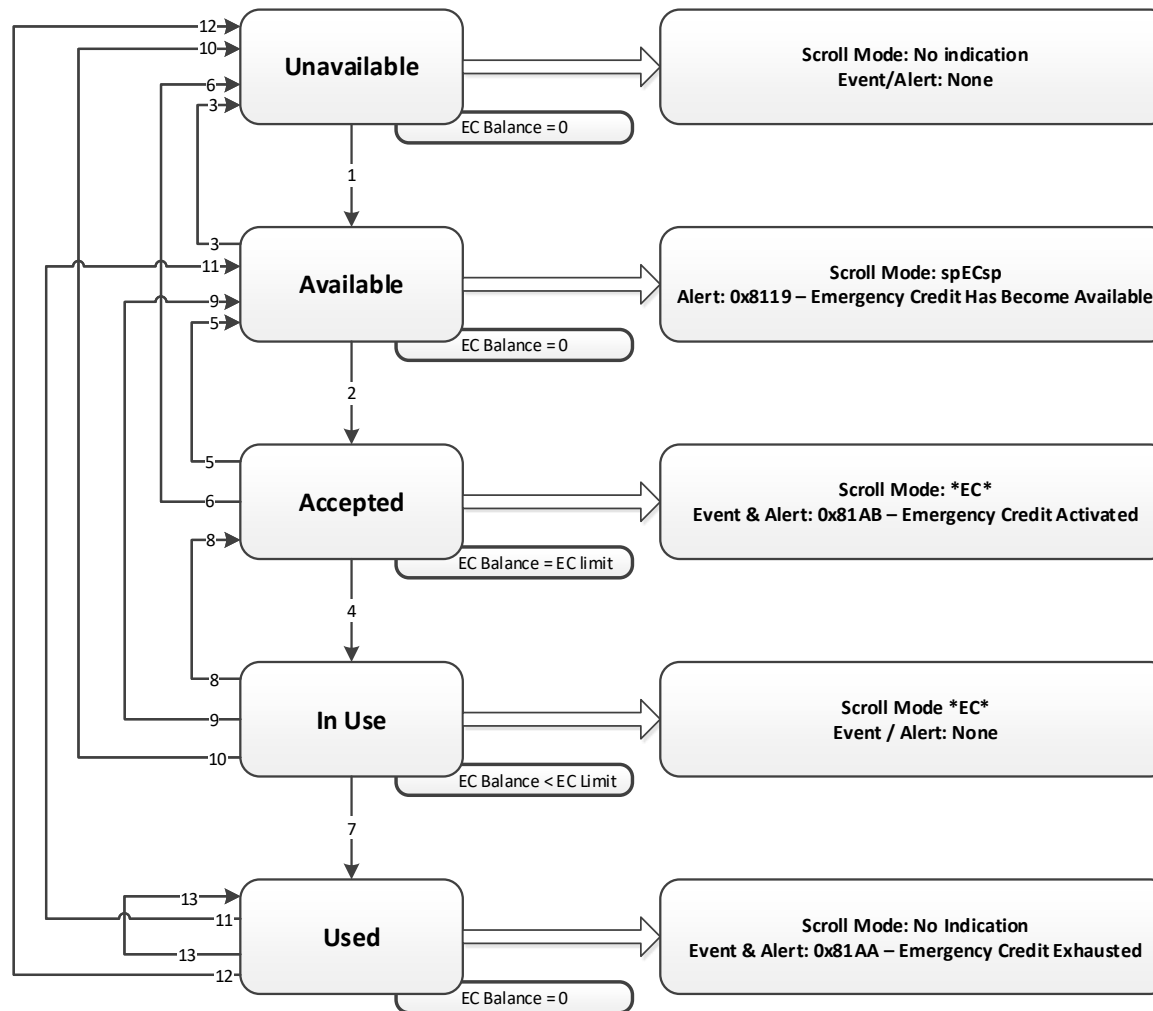 12
10
Unavailable
Scroll Mode: No indication
Event/Alert: None
6
3
EC Balance = 0
1
3
11
Available
Scroll Mode: spECsp
Alert: 0x8119 – Emergency Credit Has Become Available
9
5
EC Balance = 0
2
5
6
Accepted
Scroll Mode: *EC*
Event & Alert: 0x81AB – Emergency Credit Activated
8
EC Balance = EC limit
4
8
9
In Use
Scroll Mode *EC*
Event / Alert: None
10
EC Balance < EC Limit
7
13
11
Used
Scroll Mode: No Indication
Event & Alert: 0x81AA – Emergency Credit Exhausted
13
12
EC Balance = 0